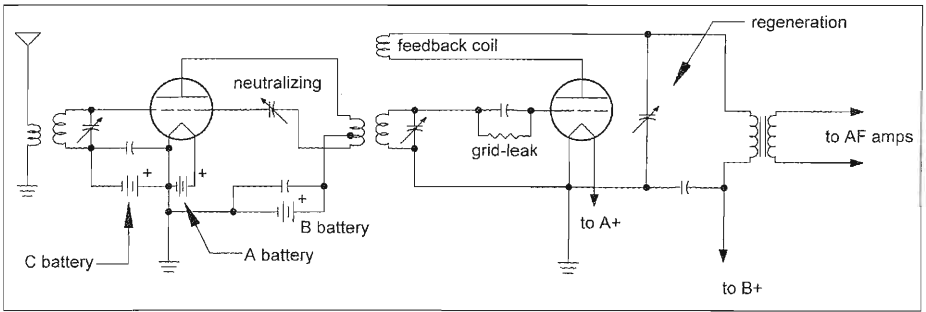 regeneration
feedback coil
neutralizing
grid-leak
to AF amps
+
+
+
B battery
to A+
C battery
A battery
to B+